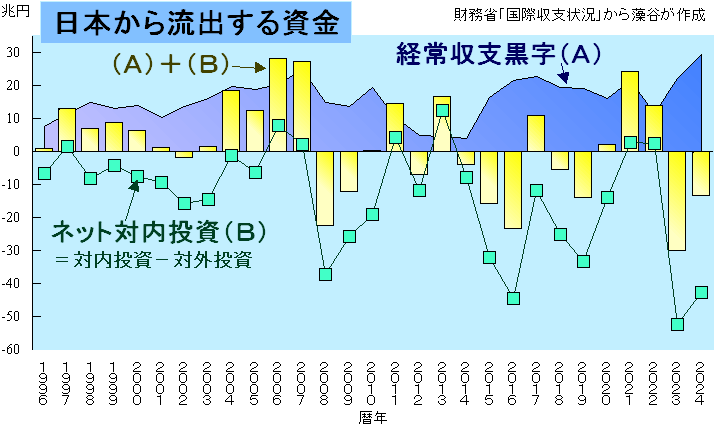 兆円
日本から流出する資金
財務省「国際収支状況」から藻谷が作成
(A)+(B)
経常収支黒字(A)
ネット対内投資(B)
=対内投資-対外投資
30
20
10
0
-10
-20
-30
-40
-50
-60
1996 1997 1998 1999 2000 2001 2002 2003 2004 2005 2006 2007 2008 2009 2010 2011 2012 2013 2014 2015 2016 2017 2018 2019 2020 2021 2022 2023 2024
暦年